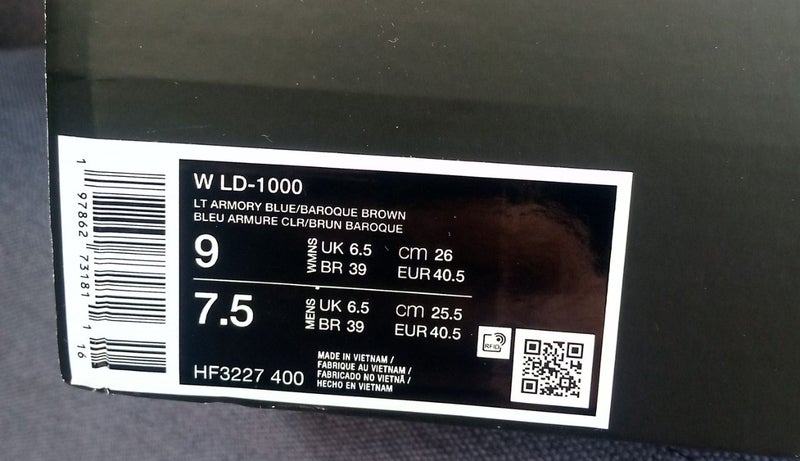 W LD-1000
LT ARMORY BLUE/BAROQUE BROWN
BLEU ARMURE CLR/BRUN BAROQUE
9 WMNS UK 6.5 cm 26
BR 39 EUR 40.5
7.5 MENS UK 6.5 cm 25.5
BR 39 EUR 40.5
MADE IN VIETNAM /
FABRIQUE AU VIETNAM /
FABRICADO NO VIETNÃ /
HECHO EN VIETNAM
HF3227 400
RFID
1 97862 73181 1 16